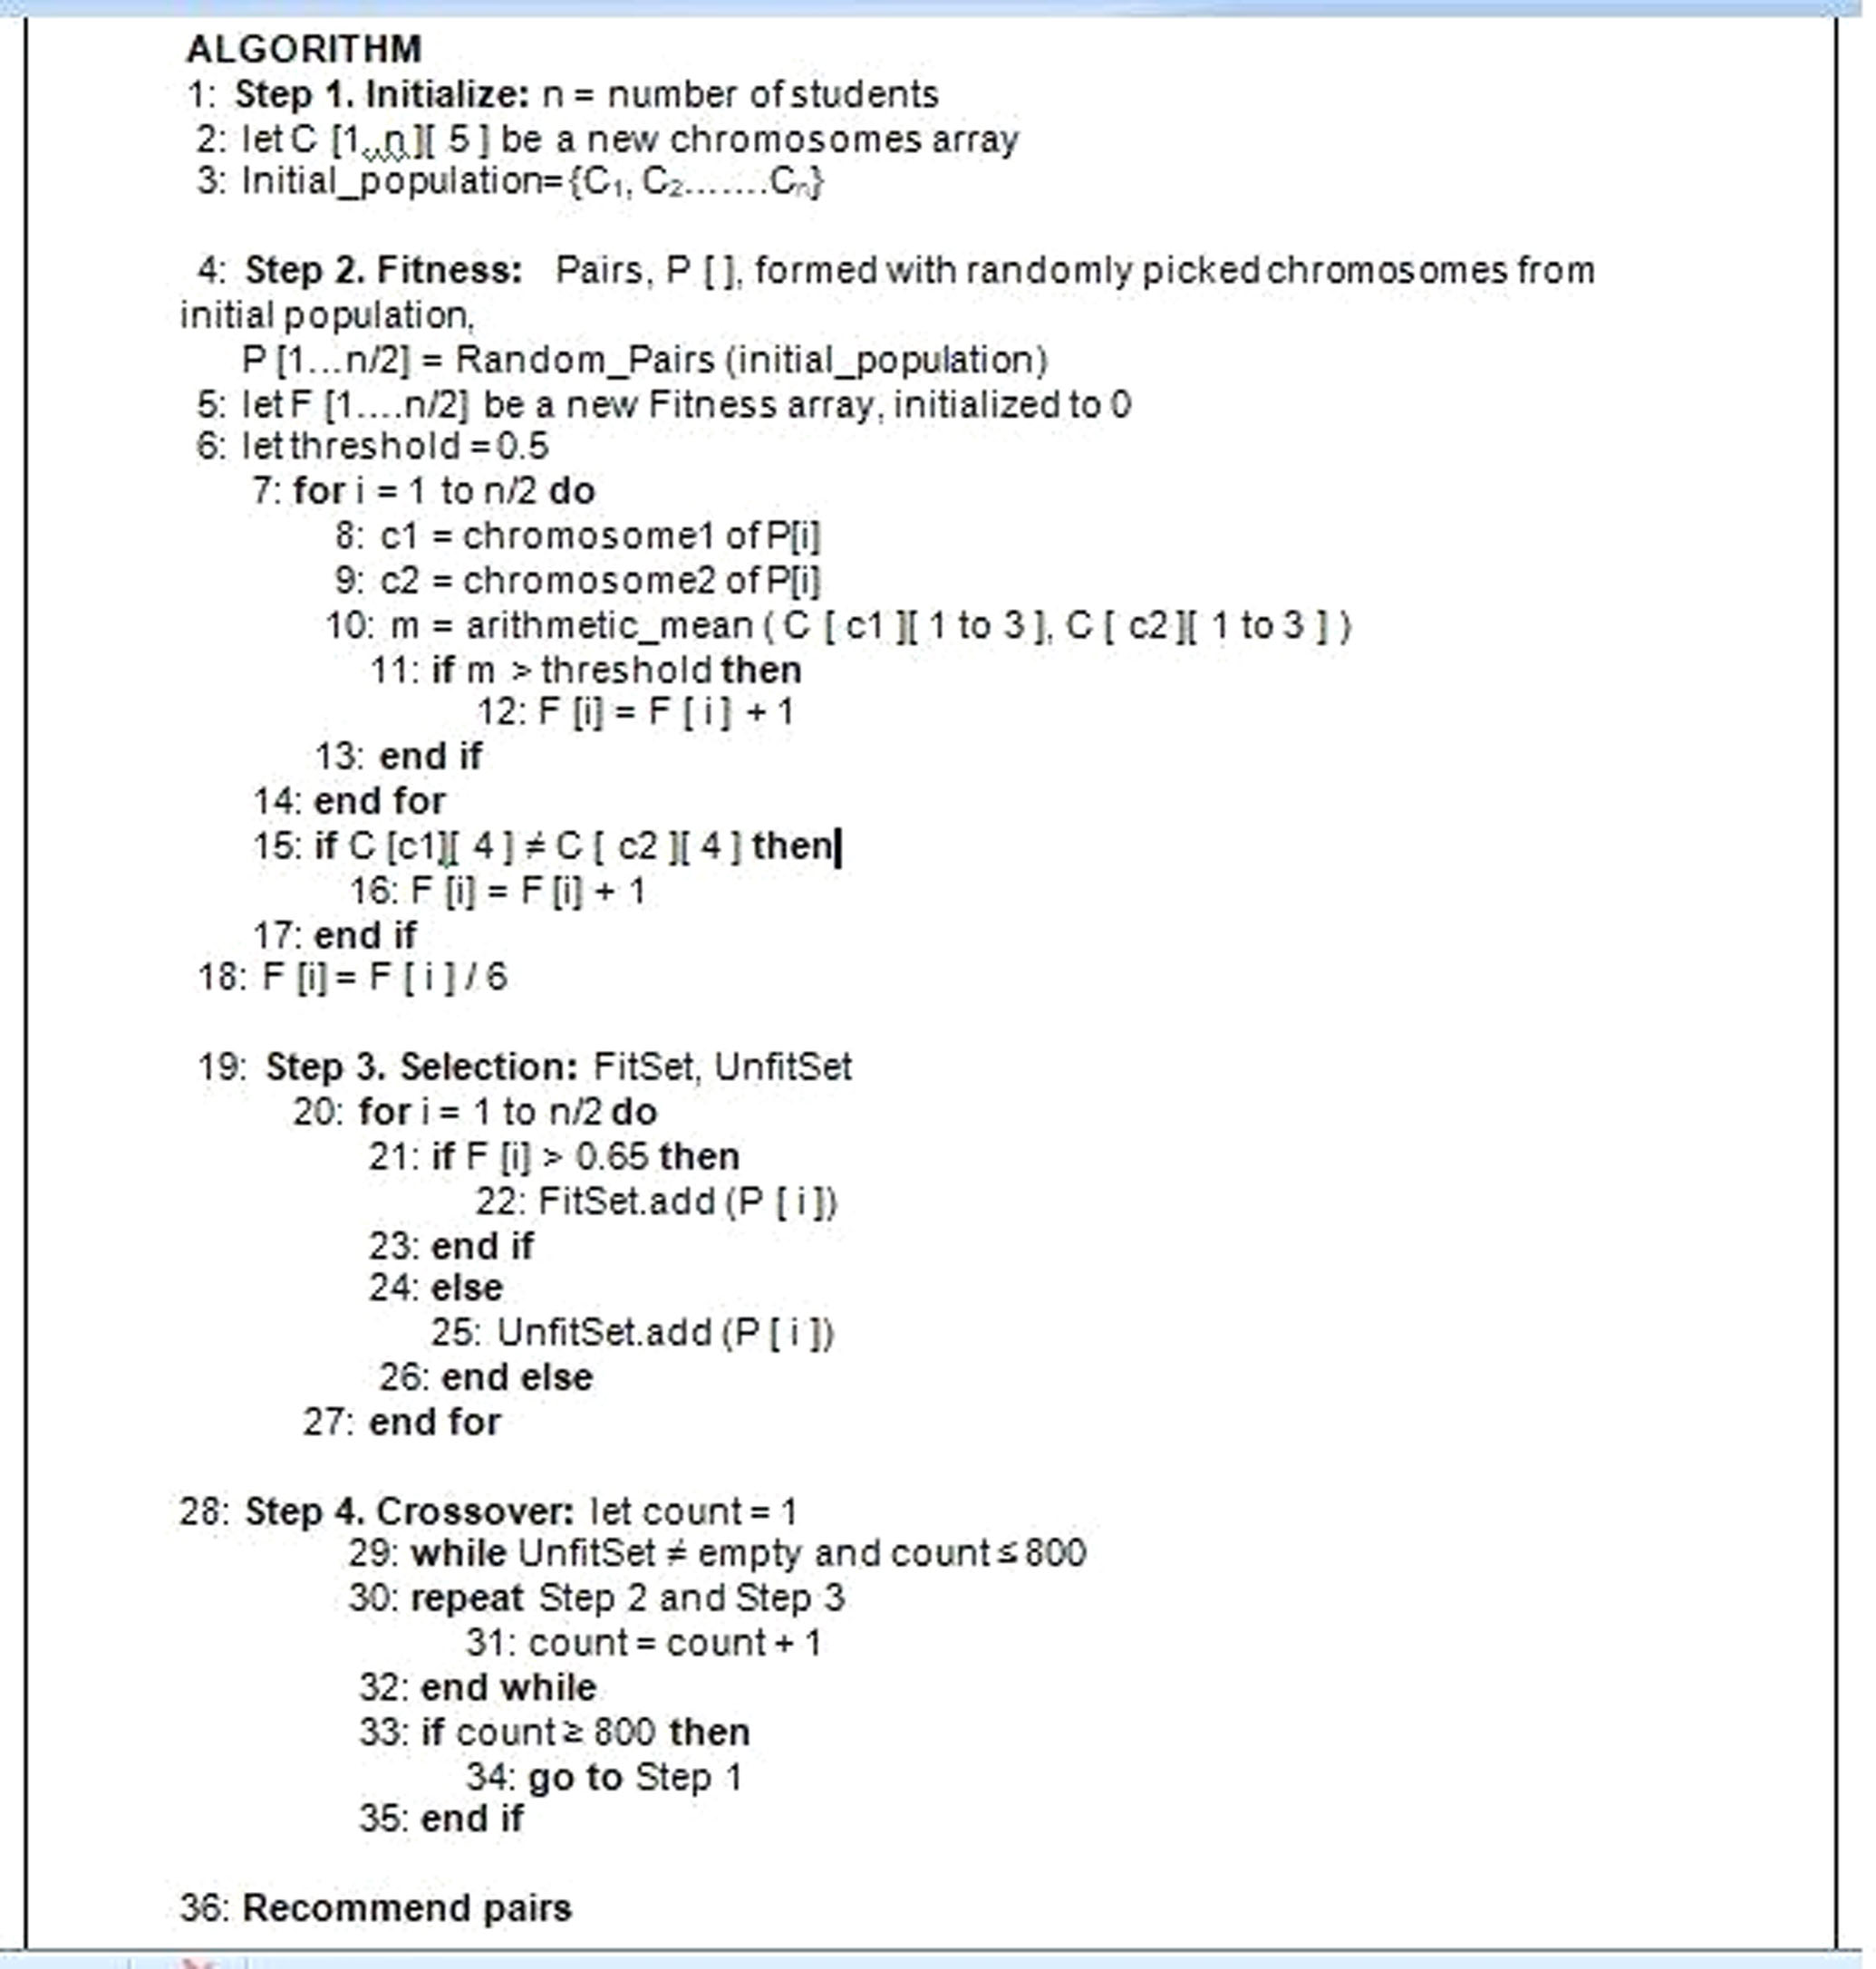 ALGORITHM
1: Step 1. Initialize: n = number of students
2: let C [1..n][ 5 ] be a new chromosomes array
3: Initial_population={C₁, C₂.......Cₙ}
4: Step 2. Fitness: Pairs, P [ ], formed with randomly picked chromosomes from
initial population,
P [1...n/2] = Random_Pairs (initial_population)
5: let F [1....n/2] be a new Fitness array, initialized to 0
6: let threshold = 0.5
7: for i = 1 to n/2 do
8: c1 = chromosome1 of P[i]
9: c2 = chromosome2 of P[i]
10: m = arithmetic_mean ( C [ c1 ][ 1 to 3 ], C [ c2 ][ 1 to 3 ] )
11: if m > threshold then
12: F [i] = F [ i ] + 1
13: end if
14: end for
15: if C [c1][ 4 ] ≠ C [ c2 ][ 4 ] then
16: F [i] = F [i] + 1
17: end if
18: F [i] = F [ i ] / 6
19: Step 3. Selection: FitSet, UnfitSet
20: for i = 1 to n/2 do
21: if F [i] > 0.65 then
22: FitSet.add (P [ i ])
23: end if
24: else
25: UnfitSet.add (P [ i ])
26: end else
27: end for
28: Step 4. Crossover: let count = 1
29: while UnfitSet ≠ empty and count ≤ 800
30: repeat Step 2 and Step 3
31: count = count + 1
32: end while
33: if count ≥ 800 then
34: go to Step 1
35: end if
36: Recommend pairs